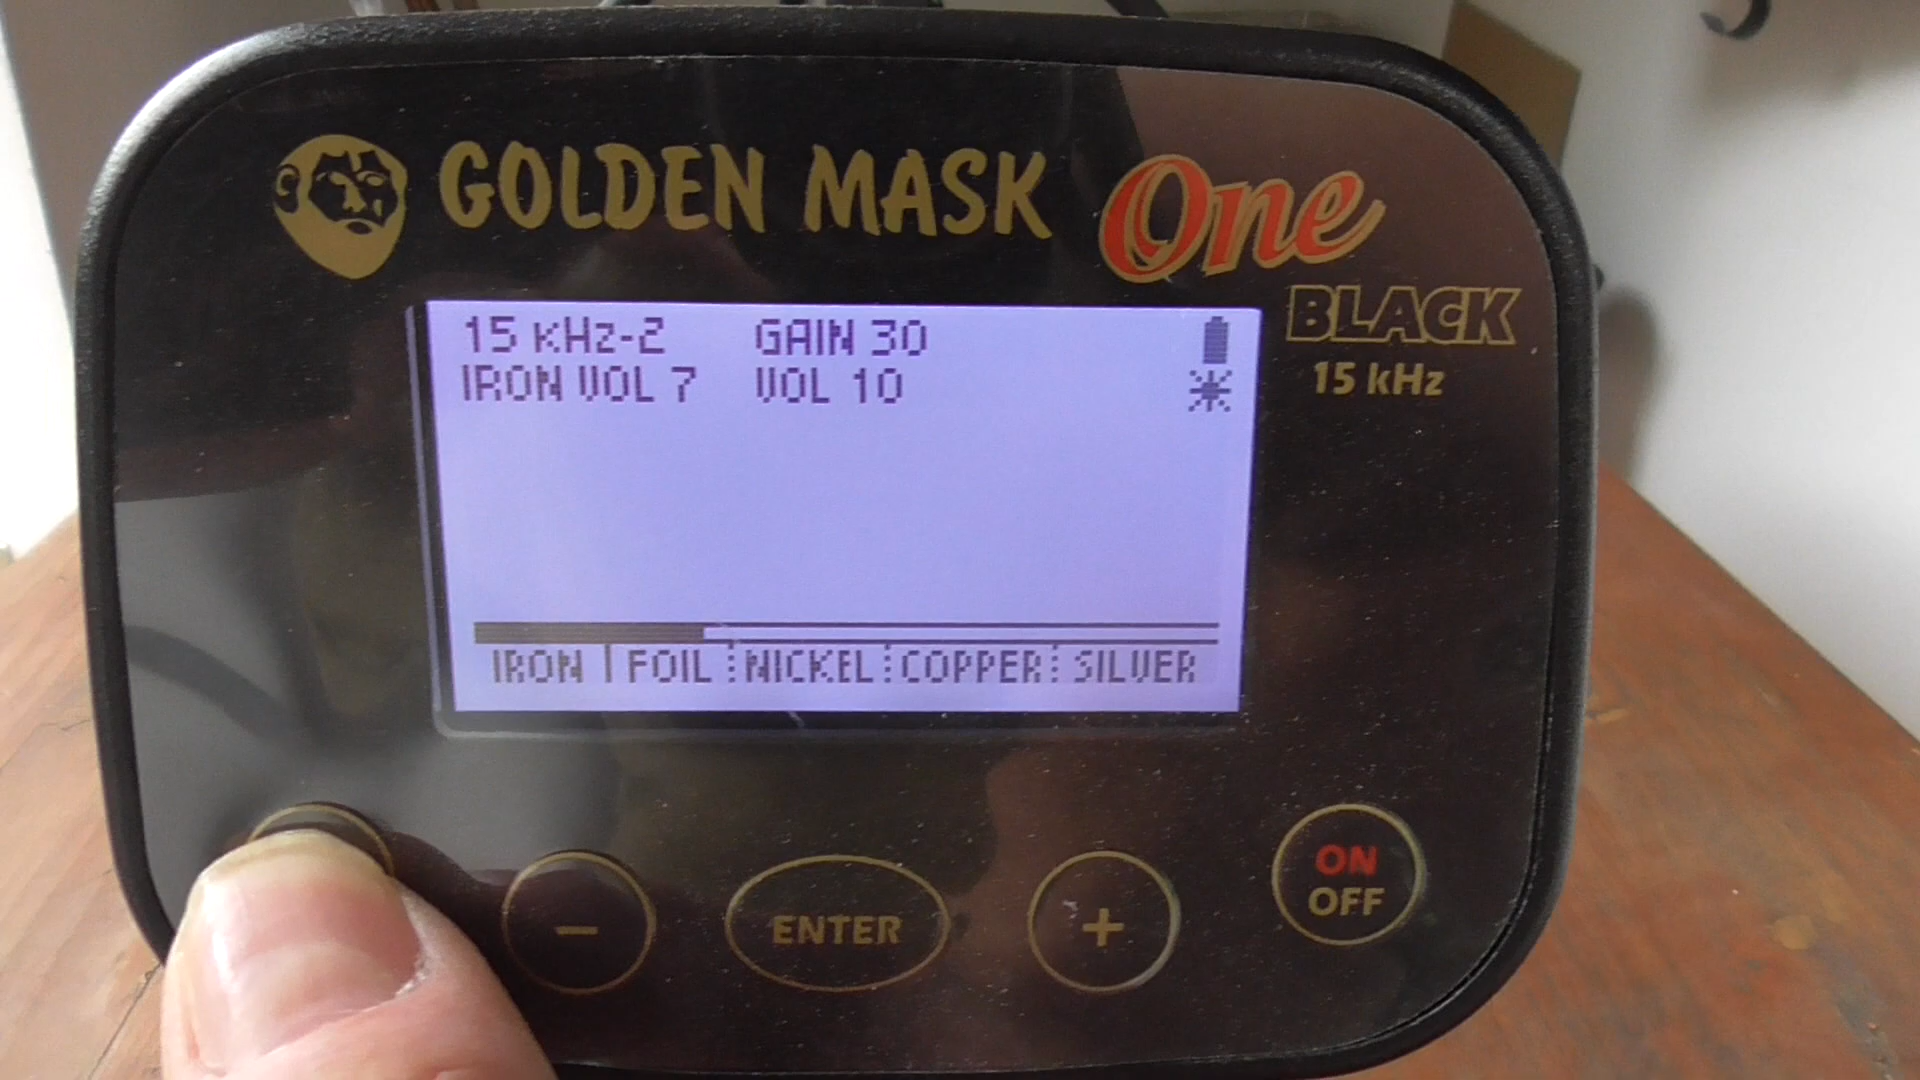 GOLDEN MASK One
BLACK
15 kHz
15 kHz-2 GAIN 30
IRON VOL 7 VOL 10
IRON FOIL NICKEL COPPER SILVER
- ENTER + ON OFF